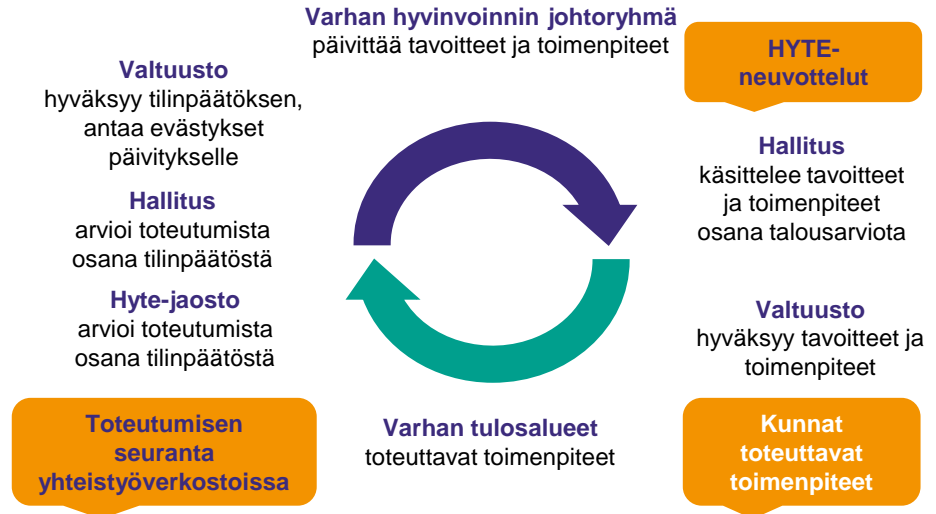 Varhan hyvinvoinnin johtoryhmä
päivittää tavoitteet ja toimenpiteet
HYTE-
neuvottelut
Hallitus
käsittelee tavoitteet
ja toimenpiteet
osana talousarviota
Valtuusto
hyväksyy tavoitteet ja
toimenpiteet
Kunnat
toteuttavat
toimenpiteet
Varhan tulosalueet
toteuttavat toimenpiteet
Toteutumisen
seuranta
yhteistyöverkostoissa
Hyte-jaosto
arvioi toteutumista
osana tilinpäätöstä
Hallitus
arvioi toteutumista
osana tilinpäätöstä
Valtuusto
hyväksyy tilinpäätöksen,
antaa evästykset
päivitykselle